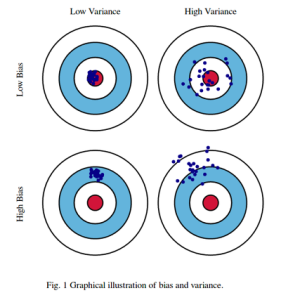 Low Variance
High Variance
Low Bias
High Bias
Fig. 1 Graphical illustration of bias and variance.